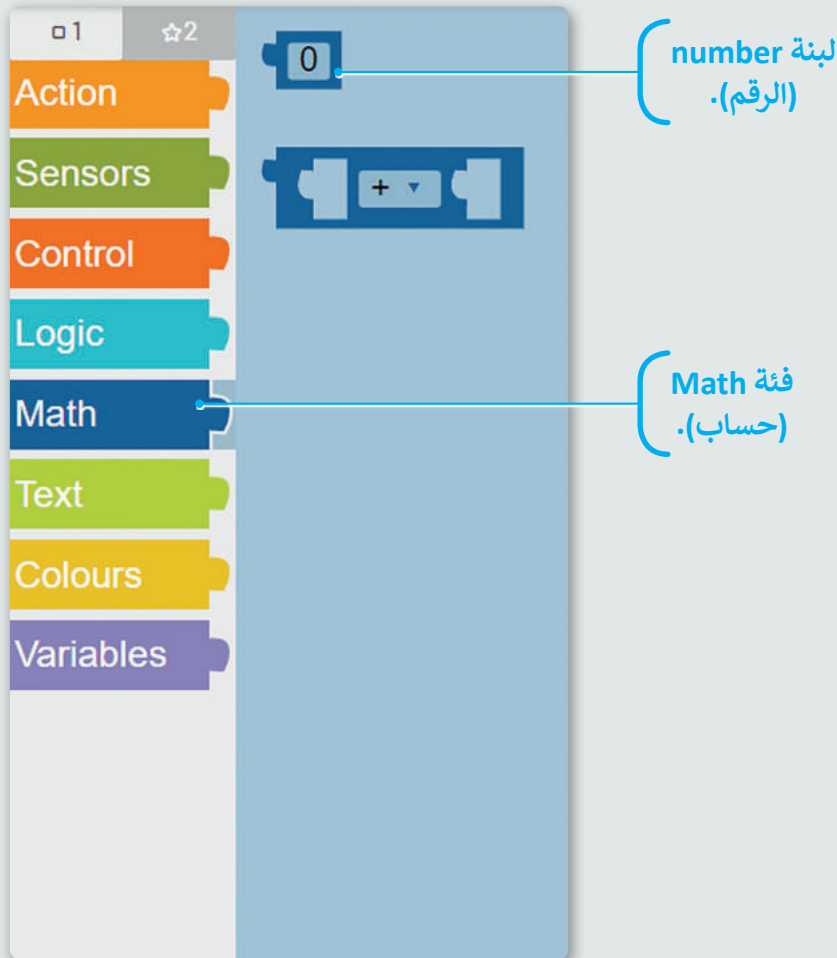 1 2
Action
Sensors
Control
Logic
Math
Text
Colours
Variables
0
+
لبنة number
(الرقم).
فئة Math
(حساب).